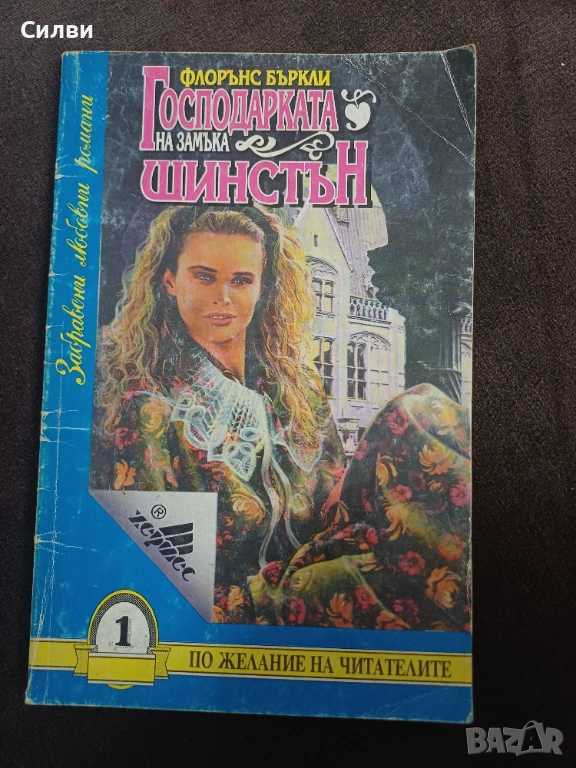 Силви
ФЛОРЪНС БЪРКЛИ
ГОСПОДАРКАТА
НА ЗАМЪКА
ШИНСТЪН
Забравени любовни романи
®
хермес
1
ПО ЖЕЛАНИЕ НА ЧИТАТЕЛИТЕ
BAZAR